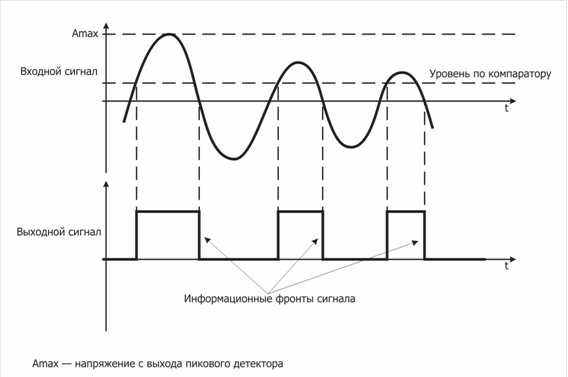 Amax
Входной сигнал
Уровень по компаратору
t
Выходной сигнал
t
Информационные фронты сигнала
Amax — напряжение с выхода пикового детектора